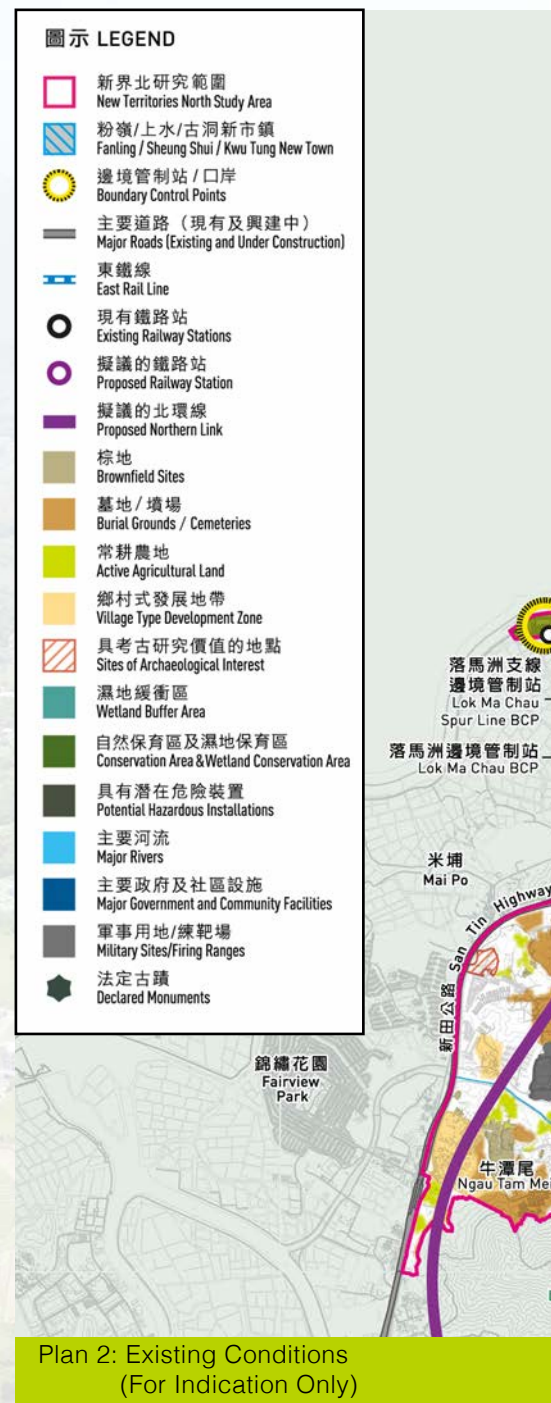 圖示 LEGEND
新界北研究範圍
New Territories North Study Area
粉嶺/上水/古洞新市鎮
Fanling / Sheung Shui / Kwu Tung New Town
邊境管制站 / 口岸
Boundary Control Points
主要道路（現有及興建中）
Major Roads (Existing and Under Construction)
東鐵線
East Rail Line
現有鐵路站
Existing Railway Stations
擬議的鐵路站
Proposed Railway Station
擬議的北環線
Proposed Northern Link
棕地
Brownfield Sites
墓地/墳場
Burial Grounds / Cemeteries
常耕農地
Active Agricultural Land
鄉村式發展地帶
Village Type Development Zone
具考古研究價值的地點
Sites of Archaeological Interest
濕地緩衝區
Wetland Buffer Area
自然保育區及濕地保育區
Conservation Area &Wetland Conservation Area
具有潛在危險裝置
Potential Hazardous Installations
主要河流
Major Rivers
主要政府及社區設施
Major Government and Community Facilities
軍事用地/練靶場
Military Sites/Firing Ranges
法定古蹟
Declared Monuments
落馬洲支線
邊境管制站
Lok Ma Chau
Spur Line BCP
落馬洲邊境管制站
Lok Ma Chau BCP
米埔
Mai Po
新田公路 San Tin Highway
錦繡花園
Fairview
Park
牛潭尾
Ngau Tam Mei
Plan 2: Existing Conditions
(For Indication Only)